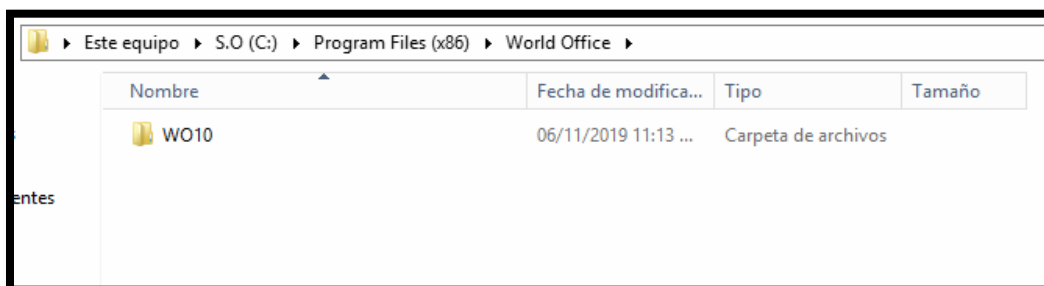 Este equipo S.O (C:) Program Files (x86) World Office
Nombre Fecha de modifica... Tipo Tamaño
WO10 06/11/2019 11:13 ... Carpeta de archivos
entes